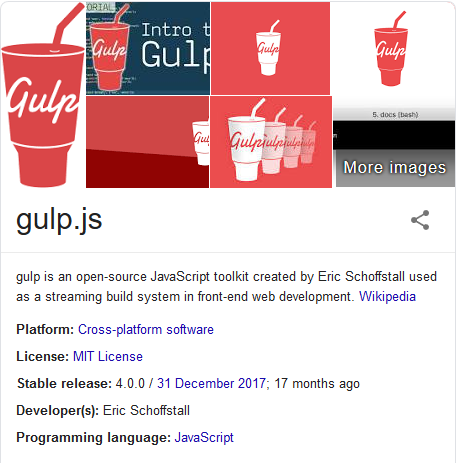 Gulp
TORIAL
Intro t
Gulp
Gulp
Gulp
Gulp
5. docs (bash)
More images
gulp.js
gulp is an open-source JavaScript toolkit created by Eric Schoffstall used
as a streaming build system in front-end web development. Wikipedia
Platform: Cross-platform software
License: MIT License
Stable release: 4.0.0 / 31 December 2017; 17 months ago
Developer(s): Eric Schoffstall
Programming language: JavaScript